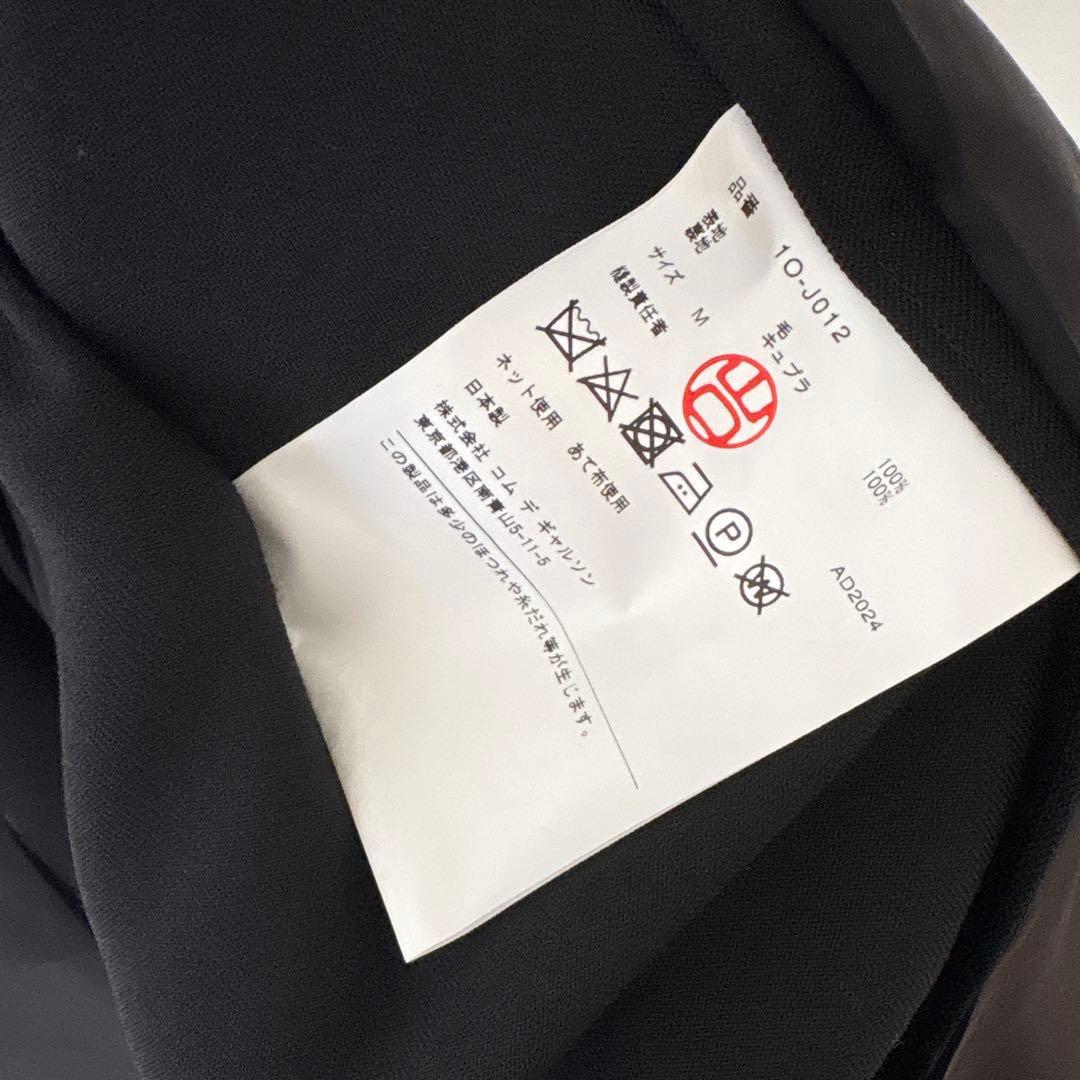 品番 1O-J012
表地 毛 100%
裏地 キュプラ 100%
サイズ M AD2024
縫製責任者 山口
P
W
ネット使用 あて布使用
日本製
株式会社 コム デ ギャルソン
東京都港区南青山5-11-5
この製品は多少のほつれや糸だれ等が生じます。